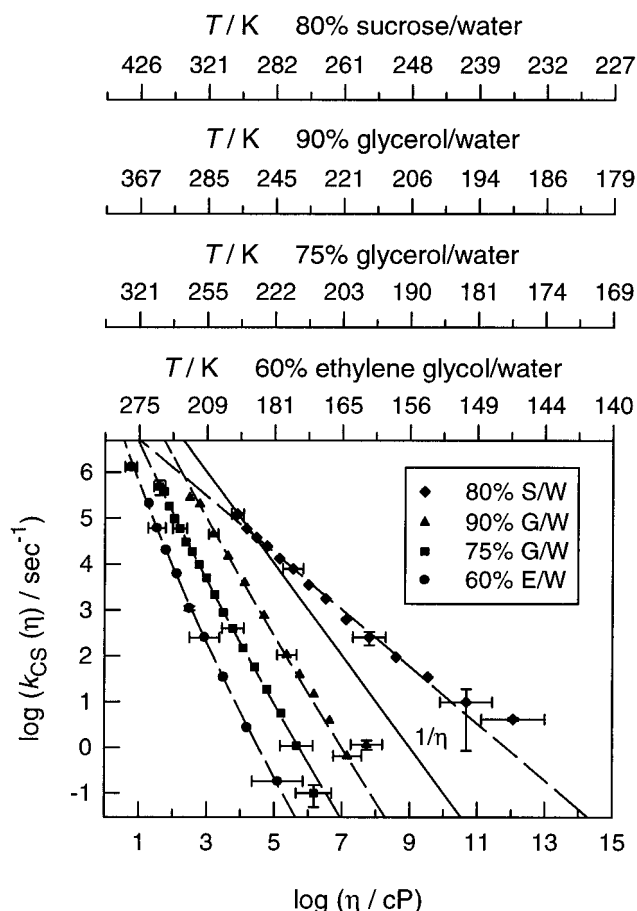 T / K 80% sucrose/water
426 321 282 261 248 239 232 227
T / K 90% glycerol/water
367 285 245 221 206 194 186 179
T / K 75% glycerol/water
321 255 222 203 190 181 174 169
T / K 60% ethylene glycol/water
275 209 181 165 156 149 144 140
log (k_CS (η) / sec⁻¹)
6
5
4
3
2
1
0
-1
80% S/W
90% G/W
75% G/W
60% E/W
1/η
1 3 5 7 9 11 13 15
log (η / cP)